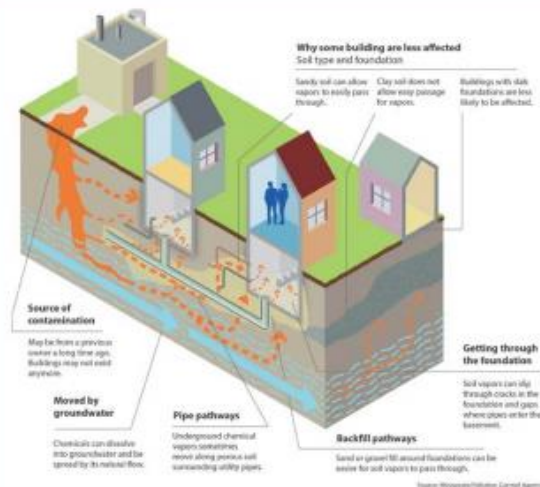 Why some building are less affected
Soil type and foundation
Sandy soil can allow
vapors to easily pass
through.
Clay soil does not
allow easy passage
for vapors.
Buildings with slab
foundations are less
likely to be affected.
Source of
contamination
May be from a previous
owner a long time ago.
Buildings may not exist
anymore.
Moved by
groundwater
Chemicals can dissolve
into groundwater and be
spread by its natural flow.
Pipe pathways
Underground chemical
vapors sometimes
move along porous soil
surrounding utility pipes.
Backfill pathways
Sand or gravel fill around foundations can be
easier for soil vapors to pass through.
Getting through
the foundation
Soil vapors can slip
through cracks in the
foundation and gaps
where pipes enter the
basement.
Source: Minnesota Pollution Control Agency